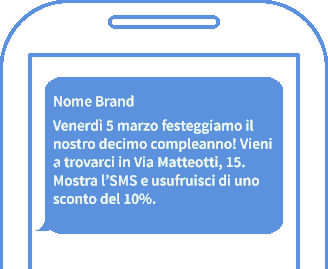 Nome Brand
Venerdì 5 marzo festeggiamo il
nostro decimo compleanno! Vieni
a trovarci in Via Matteotti, 15.
Mostra l'SMS e usufruisci di uno
sconto del 10%.